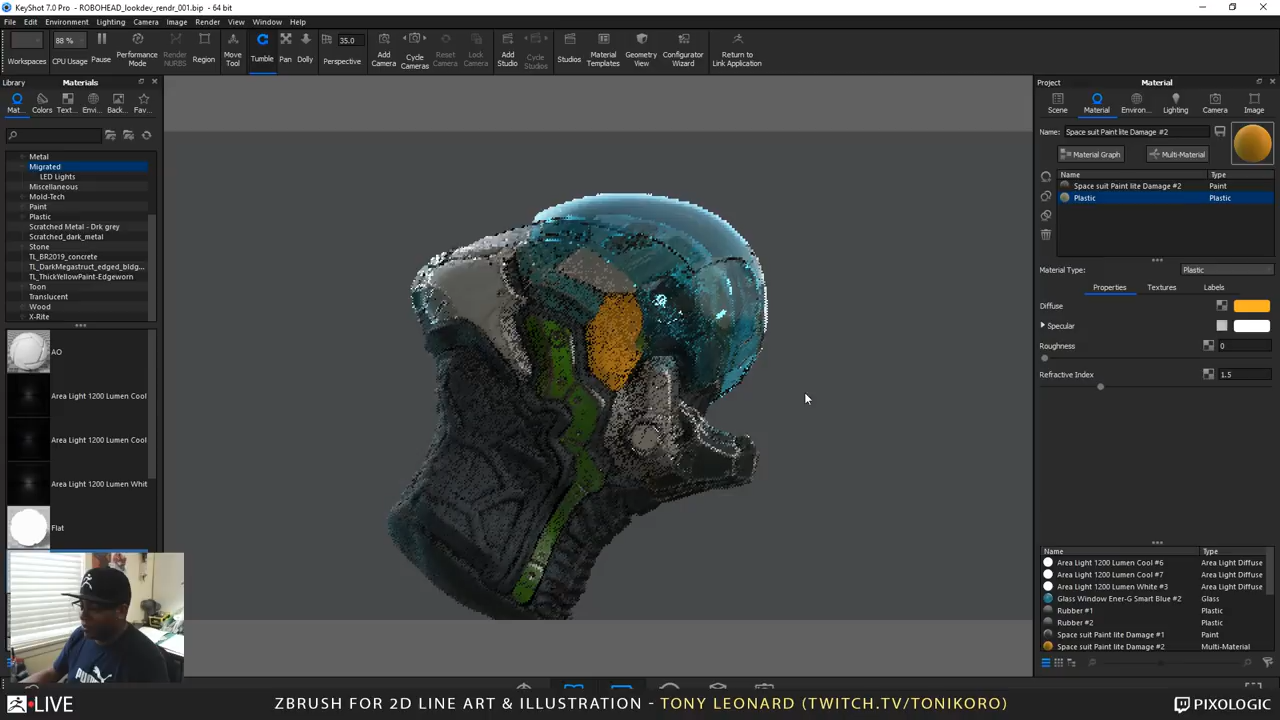 KeyShot 7.0 Pro - ROBOHEAD_lookdev_rendr_001.bip - 64 bit
File Edit Environment Lighting Camera Image Render View Window Help
88 % 35.0
Workspaces CPU Usage Pause Performance Mode Render NURBS Region Move Tool Tumble Pan Dolly Perspective Add Camera Cycle Cameras Reset Camera Lock Camera Add Studio Cycle Studios Studios Material Templates Geometry View Configurator Wizard Return to Link Application
Library Materials
Mat... Colors Text... Envi... Back... Fav...
Metal
Migrated
LED Lights
Miscellaneous
Mold-Tech
Paint
Plastic
Scratched Metal - Drk grey
Scratched_dark_metal
Stone
TL_BR2019_concrete
TL_DarkMegastruct_edged_bldg...
TL_ThickYellowPaint-Edgeworn
Toon
Translucent
Wood
X-Rite
AO
Area Light 1200 Lumen Cool
Area Light 1200 Lumen Cool
Area Light 1200 Lumen Whit
Flat
Project Material
Scene Material Environ... Lighting Camera Image
Name: Space suit Paint lite Damage #2
Material Graph Multi-Material
Name Type
Space suit Paint lite Damage #2 Paint
Plastic Plastic
Material Type: Plastic
Properties Textures Labels
Diffuse
Specular
Roughness 0
Refractive Index 1.5
Name Type
Area Light 1200 Lumen Cool #6 Area Light Diffuse
Area Light 1200 Lumen Cool #7 Area Light Diffuse
Area Light 1200 Lumen White #3 Area Light Diffuse
Glass Window Ener-G Smart Blue #2 Glass
Rubber #1 Plastic
Rubber #2 Plastic
Space suit Paint lite Damage #1 Paint
Space suit Paint lite Damage #2 Multi-Material
LIVE ZBRUSH FOR 2D LINE ART & ILLUSTRATION - TONY LEONARD (TWITCH.TV/TONIKORO) PIXOLOGIC